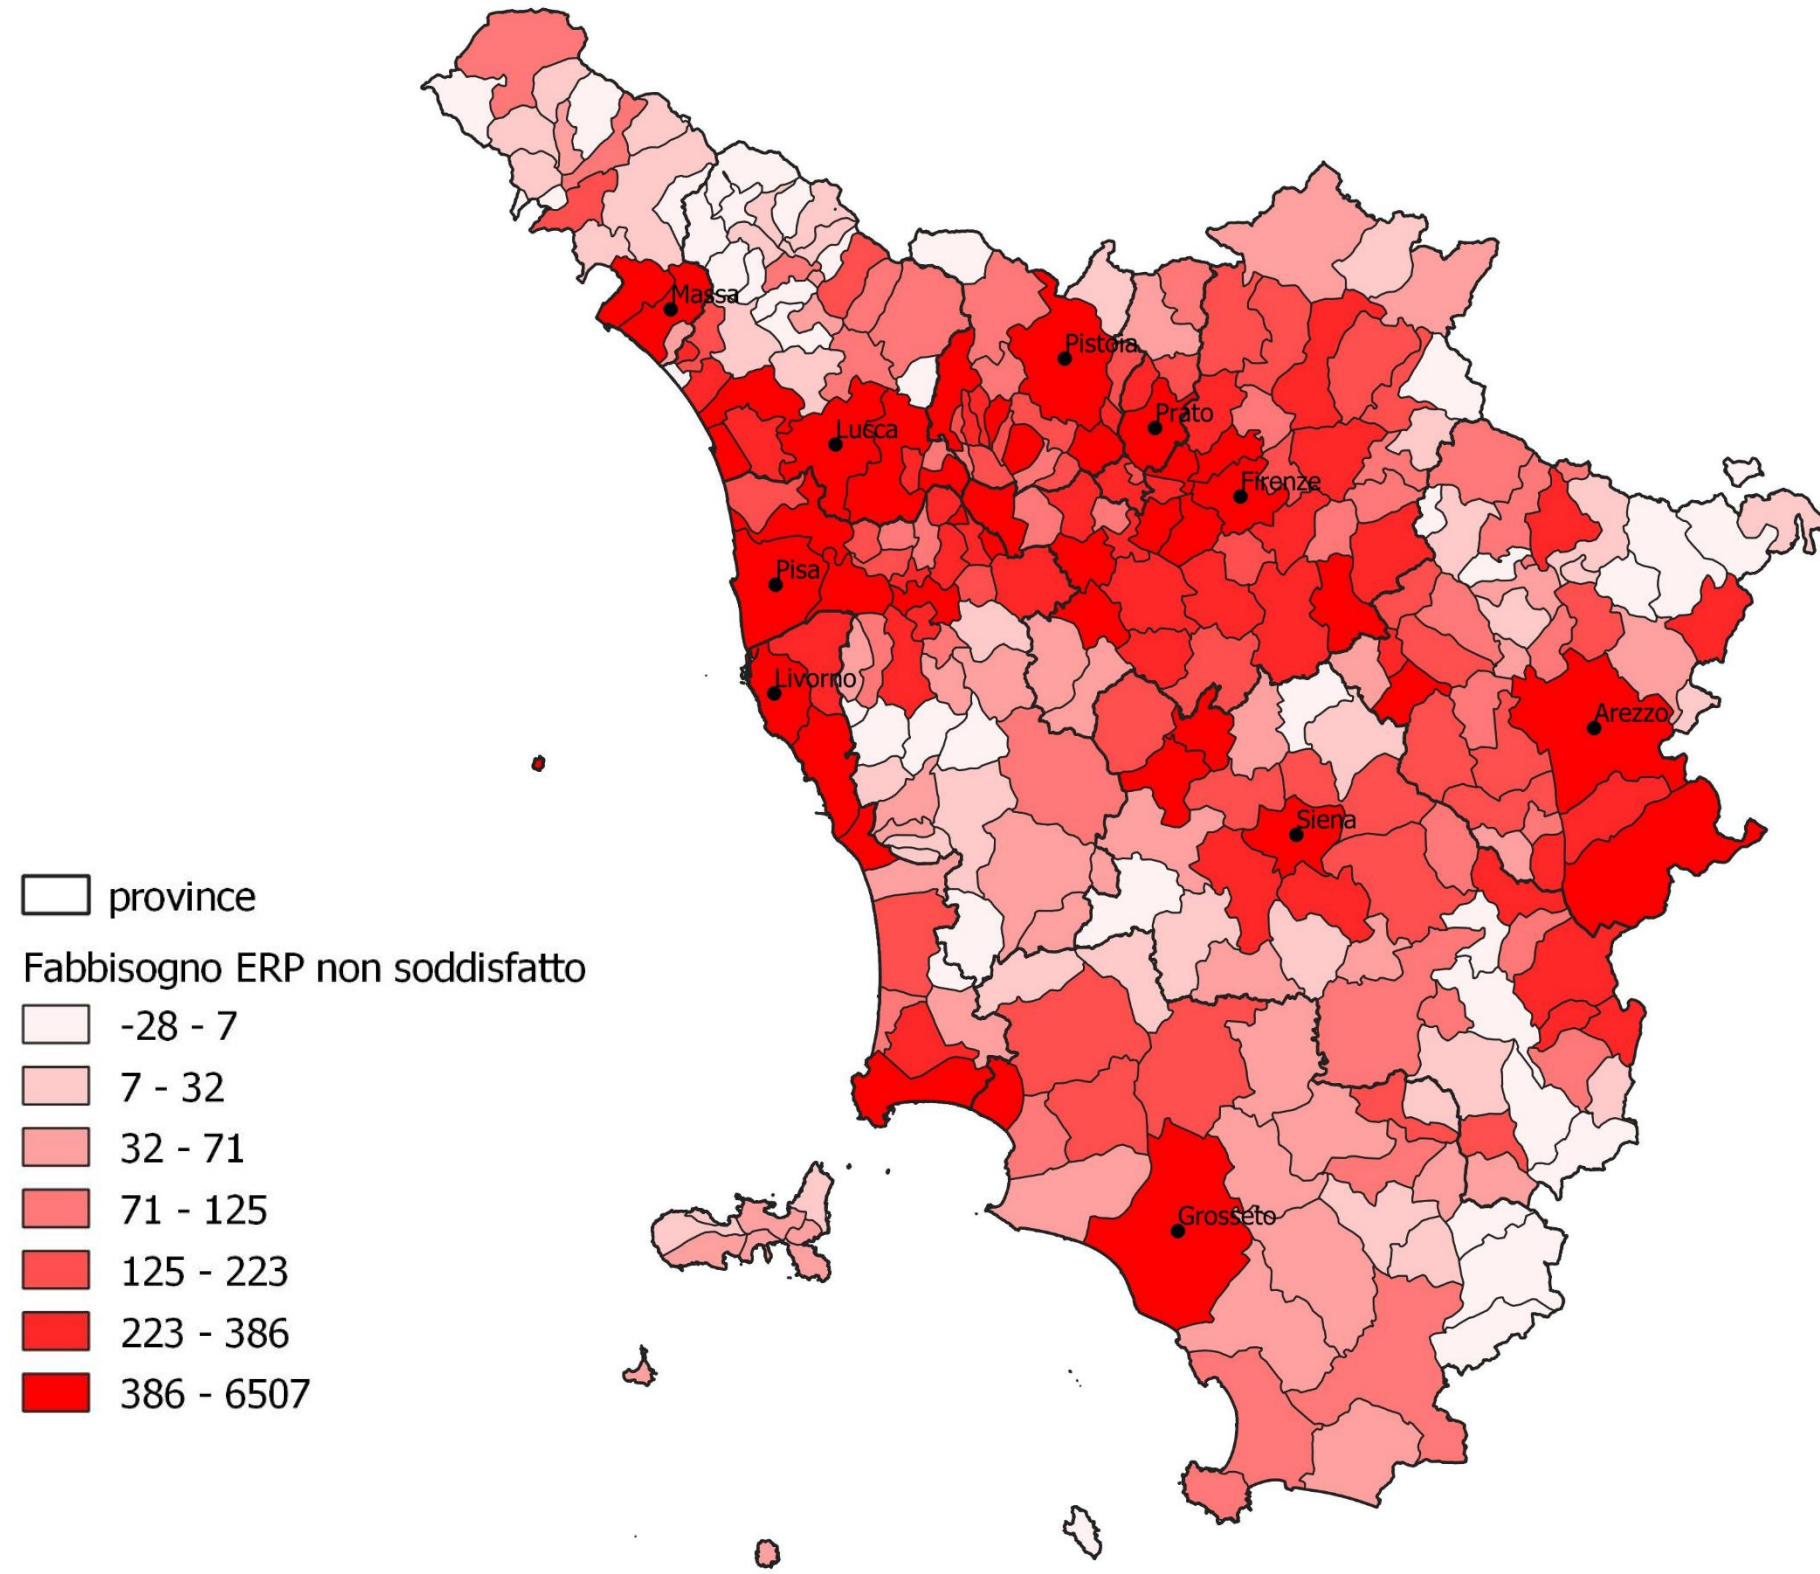 Massa
Pistoia
Prato
Lucca
Firenze
Pisa
Livorno
Arezzo
Siena
Grosseto
province
Fabbisogno ERP non soddisfatto
-28 - 7
7 - 32
32 - 71
71 - 125
125 - 223
223 - 386
386 - 6507